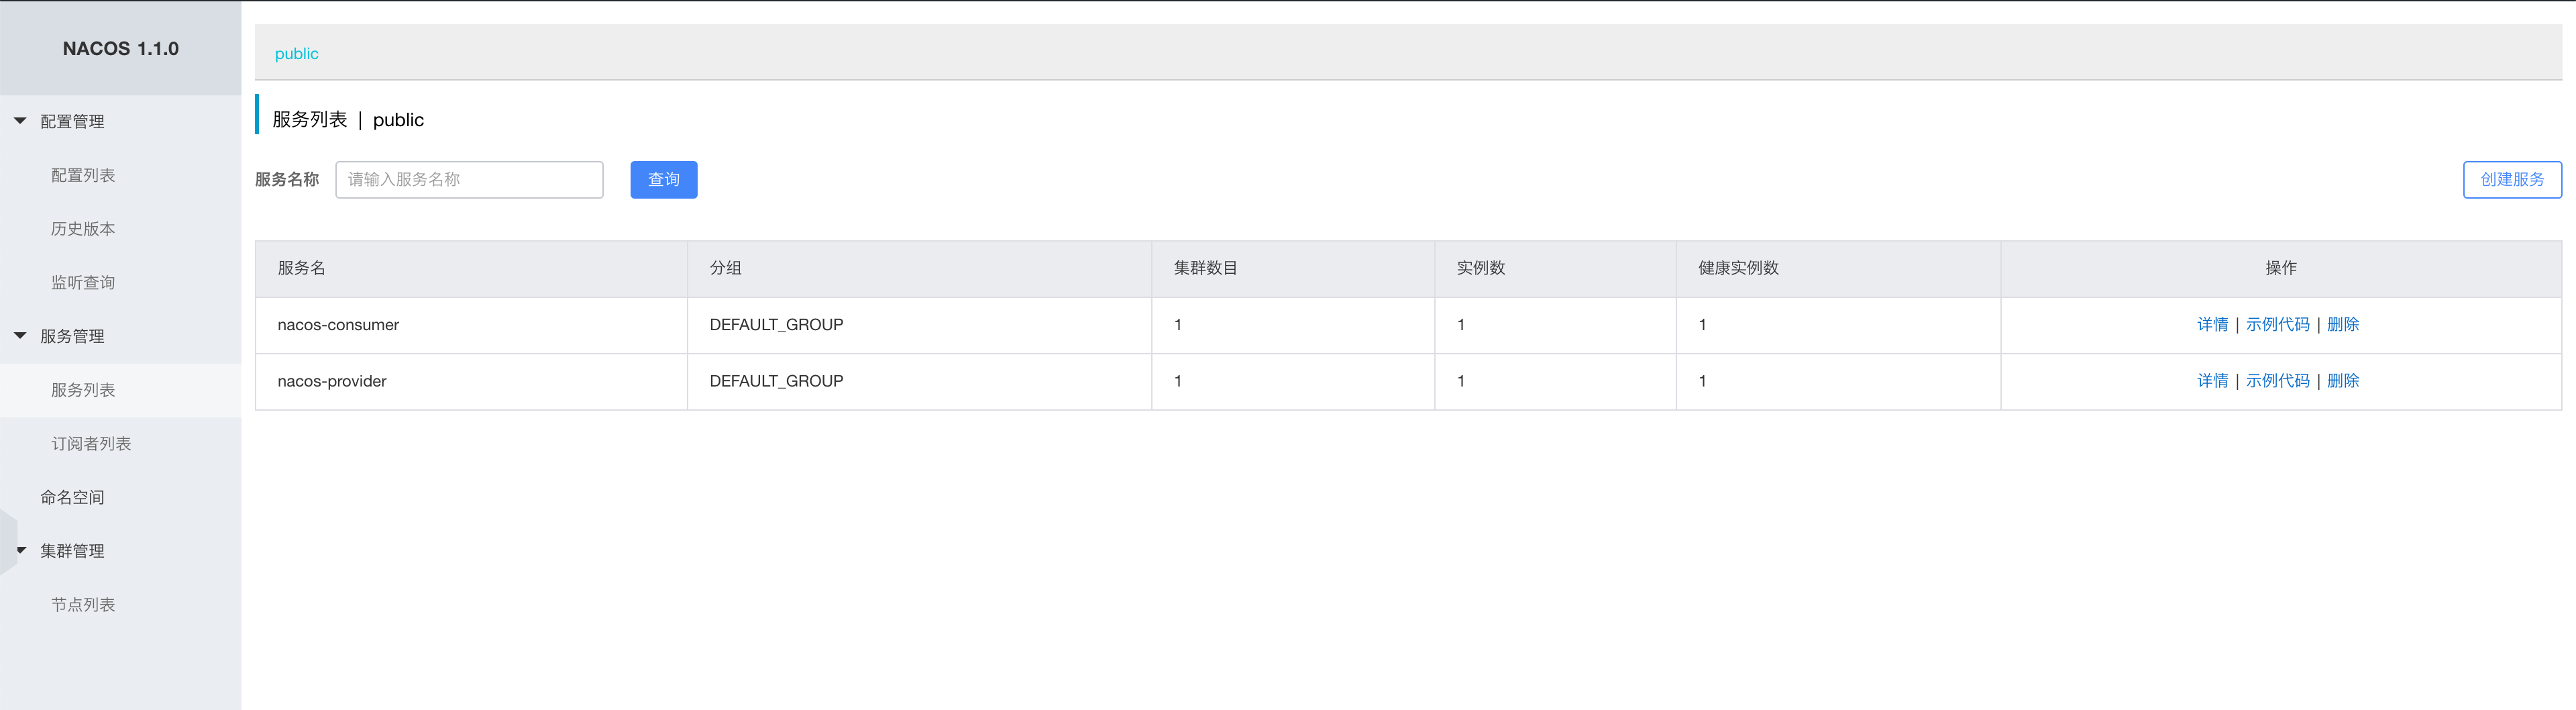 NACOS 1.1.0
配置管理
配置列表
历史版本
监听查询
服务管理
服务列表
订阅者列表
命名空间
集群管理
节点列表
public
服务列表 | public
服务名称 请输入服务名称 查询 创建服务
服务名 分组 集群数目 实例数 健康实例数 操作
nacos-consumer DEFAULT_GROUP 1 1 1 详情 | 示例代码 | 删除
nacos-provider DEFAULT_GROUP 1 1 1 详情 | 示例代码 | 删除